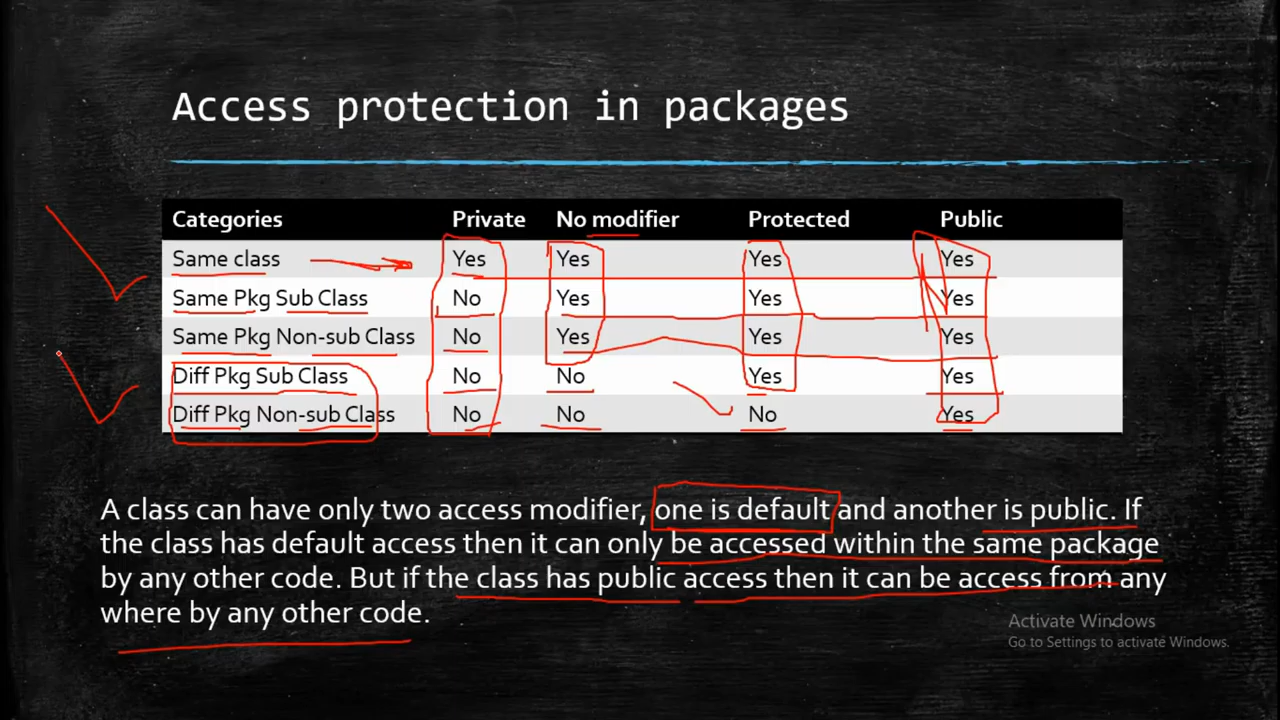 Access protection in packages
Categories Private No modifier Protected Public
Same class Yes Yes Yes Yes
Same Pkg Sub Class No Yes Yes Yes
Same Pkg Non-sub Class No Yes Yes Yes
Diff Pkg Sub Class No No Yes Yes
Diff Pkg Non-sub Class No No No Yes
A class can have only two access modifier, one is default and another is public. If
the class has default access then it can only be accessed within the same package
by any other code. But if the class has public access then it can be access from any
where by any other code.
Activate Windows
Go to Settings to activate Windows.